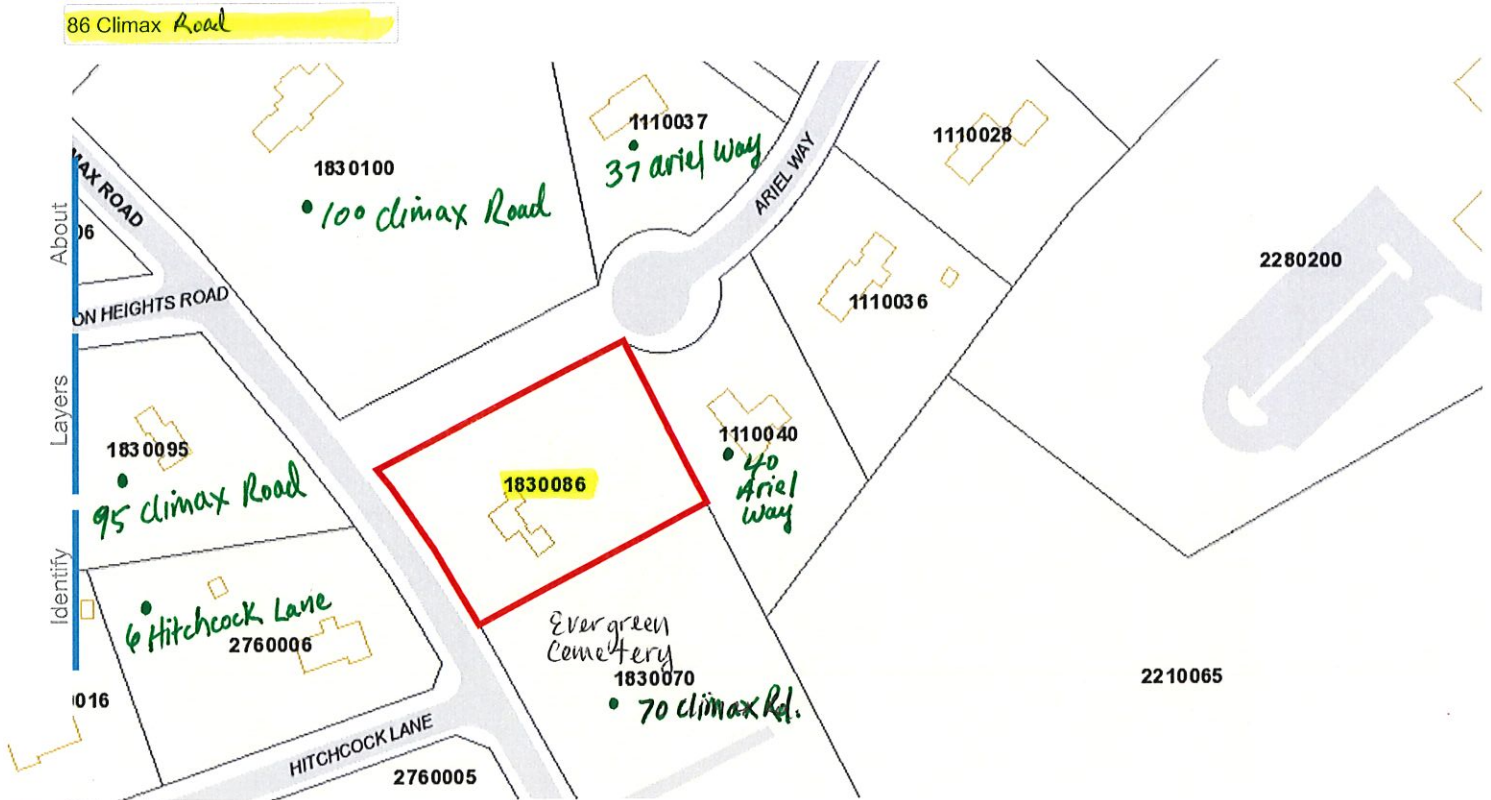 86 Climax Road
1110037
37 ariel Way
1110028
1830100
100 climax Road
MAX ROAD
ARIEL WAY
About
06
2280200
ON HEIGHTS ROAD
1110036
Layers
1830095
95 climax Road
1110040
40
Ariel
Way
1830086
Identify
6 Hitchcock Lane
2760006
Evergreen
Cemetery
1830070
70 climax Rd.
2210065
0016
HITCHCOCK LANE
2760005